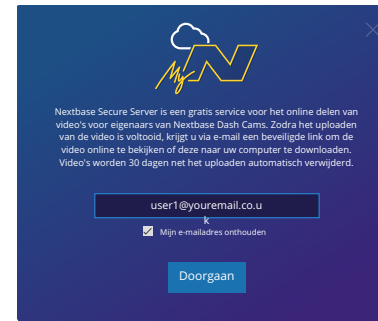 My N
Nextbase Secure Server is een gratis service voor het online delen van
video's voor eigenaars van Nextbase Dash Cams. Zodra het uploaden
van de video is voltooid, krijgt u via e-mail een beveiligde link om de
video online te bekijken of deze naar uw computer te downloaden.
Video's worden 30 dagen net het uploaden automatisch verwijderd.
user1@youremail.co.u
k
Mijn e-mailadres onthouden
Doorgaan